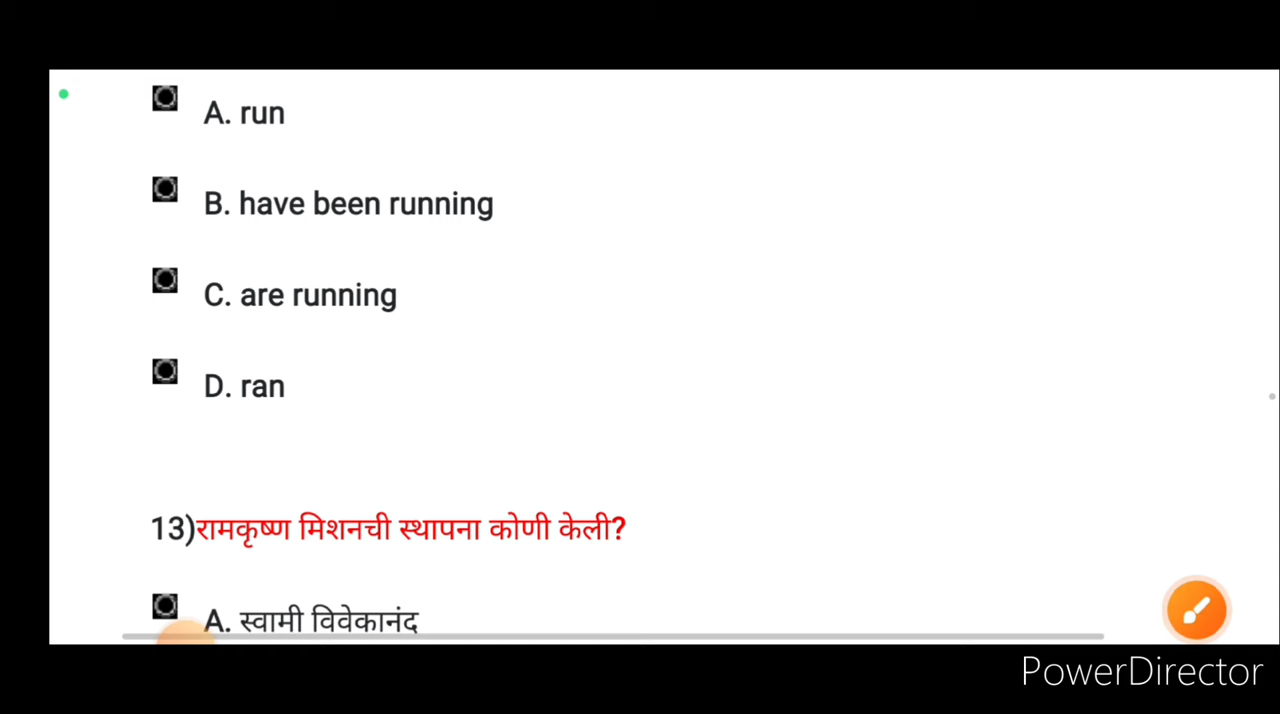 A. run
B. have been running
C. are running
D. ran
13)रामकृष्ण मिशनची स्थापना कोणी केली?
A. स्वामी विवेकानंद
PowerDirector